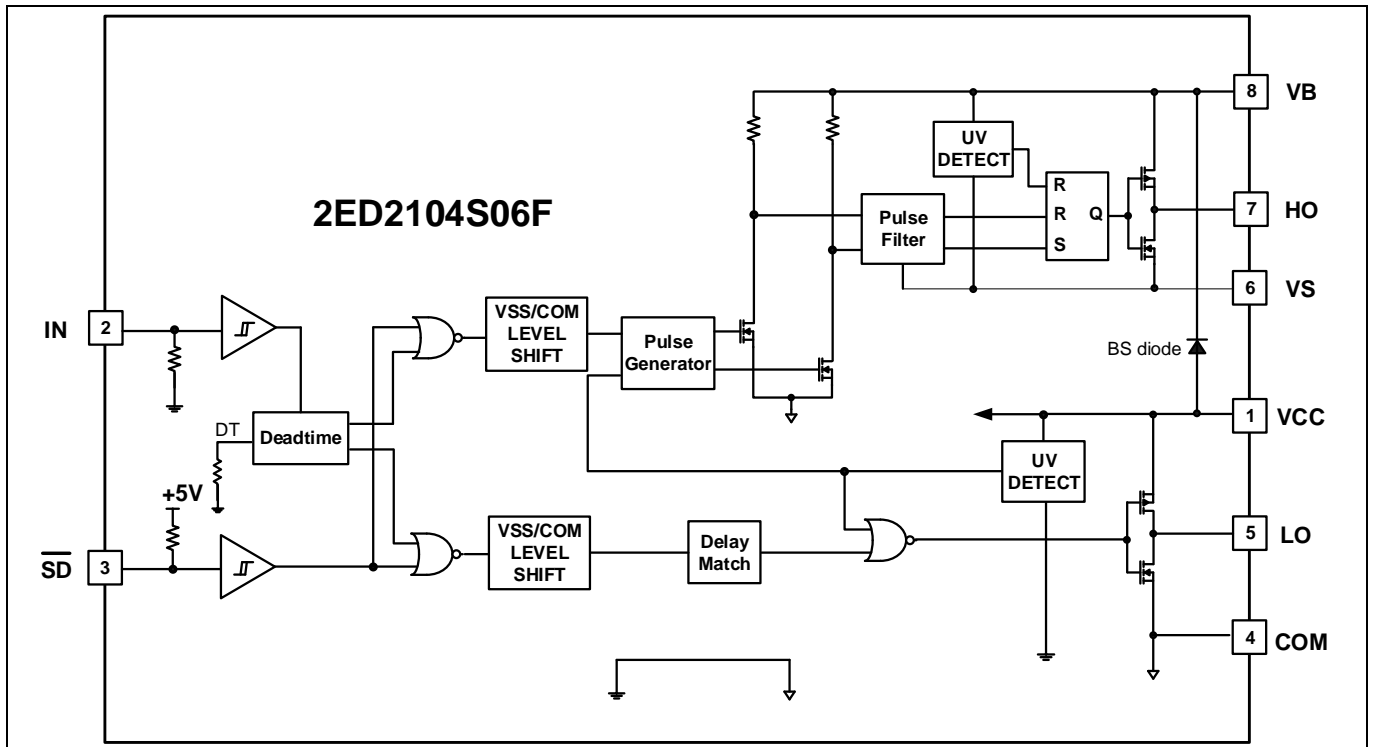 2ED2104S06F
8 VB
UV
DETECT
R
R Q
S
7 HO
Pulse
Filter
6 VS
IN 2
VSS/COM
LEVEL
SHIFT
Pulse
Generator
BS diode
1 VCC
DT
Deadtime
UV
DETECT
+5V
SD 3
VSS/COM
LEVEL
SHIFT
Delay
Match
5 LO
4 COM